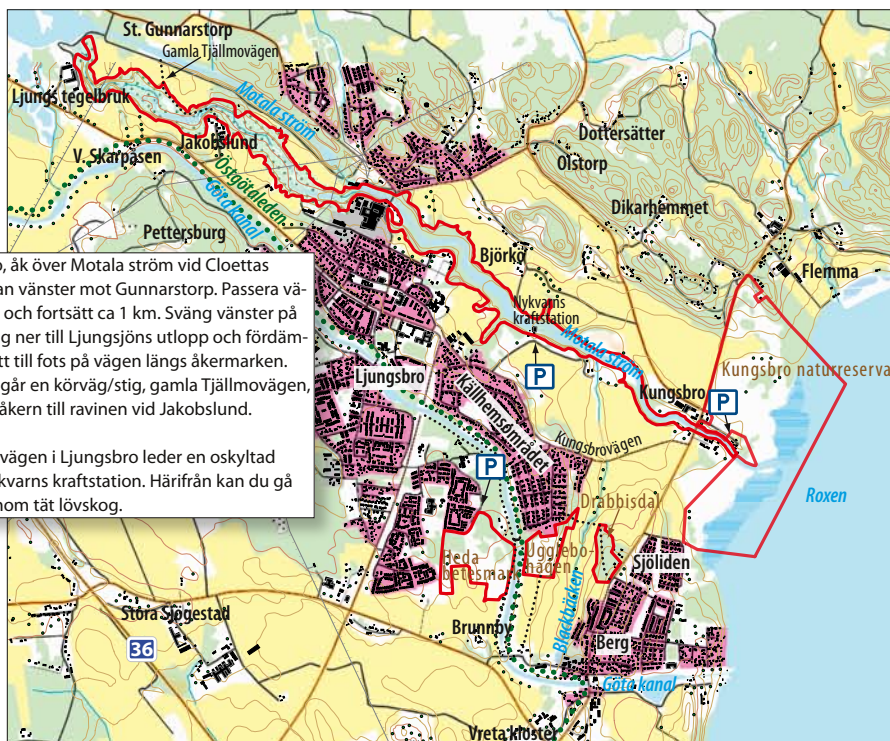 St. Gunnarstorp
Gamla Tjällmovägen
Ljungs tegelbruk
Motala ström
Jakobslund
V. Skarpåsen
Östgötaleden
Göta kanal
Pettersburg
Dottersätter
Olstorp
Dikarhemmet
Flemma
Björkö
Nykvarns
kraftstation
Motala ström
P
Kungsbro naturreserva
Kungsbro
P
o, åk över Motala ström vid Cloettas
an vänster mot Gunnarstorp. Passera vä-
och fortsätt ca 1 km. Sväng vänster på
g ner till Ljungsjöns utlopp och fördäm-
tt till fots på vägen längs åkermarken.
går en körväg/stig, gamla Tjällmovägen,
åkern till ravinen vid Jakobslund.
vägen i Ljungsbro leder en oskyltad
kvarns kraftstation. Härifrån kan du gå
nom tät lövskog.
Ljungsbro
Källhemsområdet
Kungsbrovägen
P
Roxen
Drabbisdal
Heda
betesmark
Ugglebo-
hagen
Sjöliden
Stora Sjögestad
36
Brunnby
Blackbäcken
Berg
Göta kanal
Vreta kloster